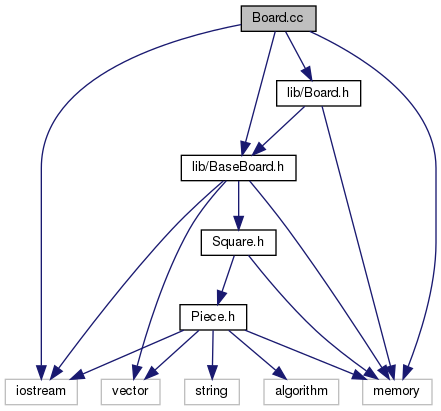 Board.cc
lib/Board.h
lib/BaseBoard.h
Square.h
Piece.h
iostream
vector
string
algorithm
memory